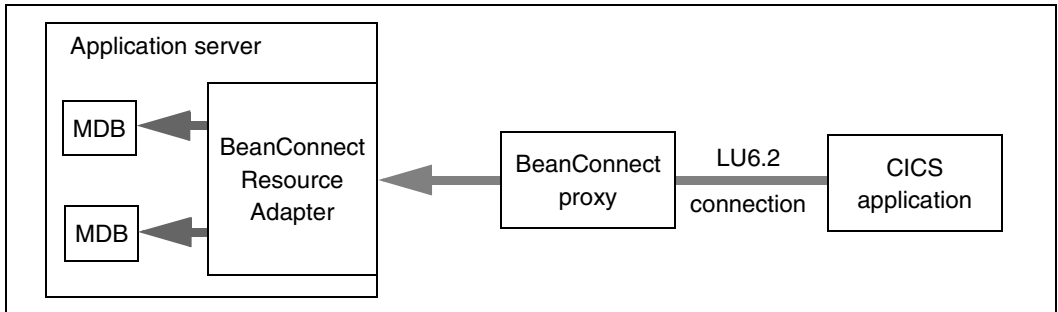 Application server
MDB
MDB
BeanConnect
Resource
Adapter
BeanConnect
proxy
LU6.2
connection
CICS
application